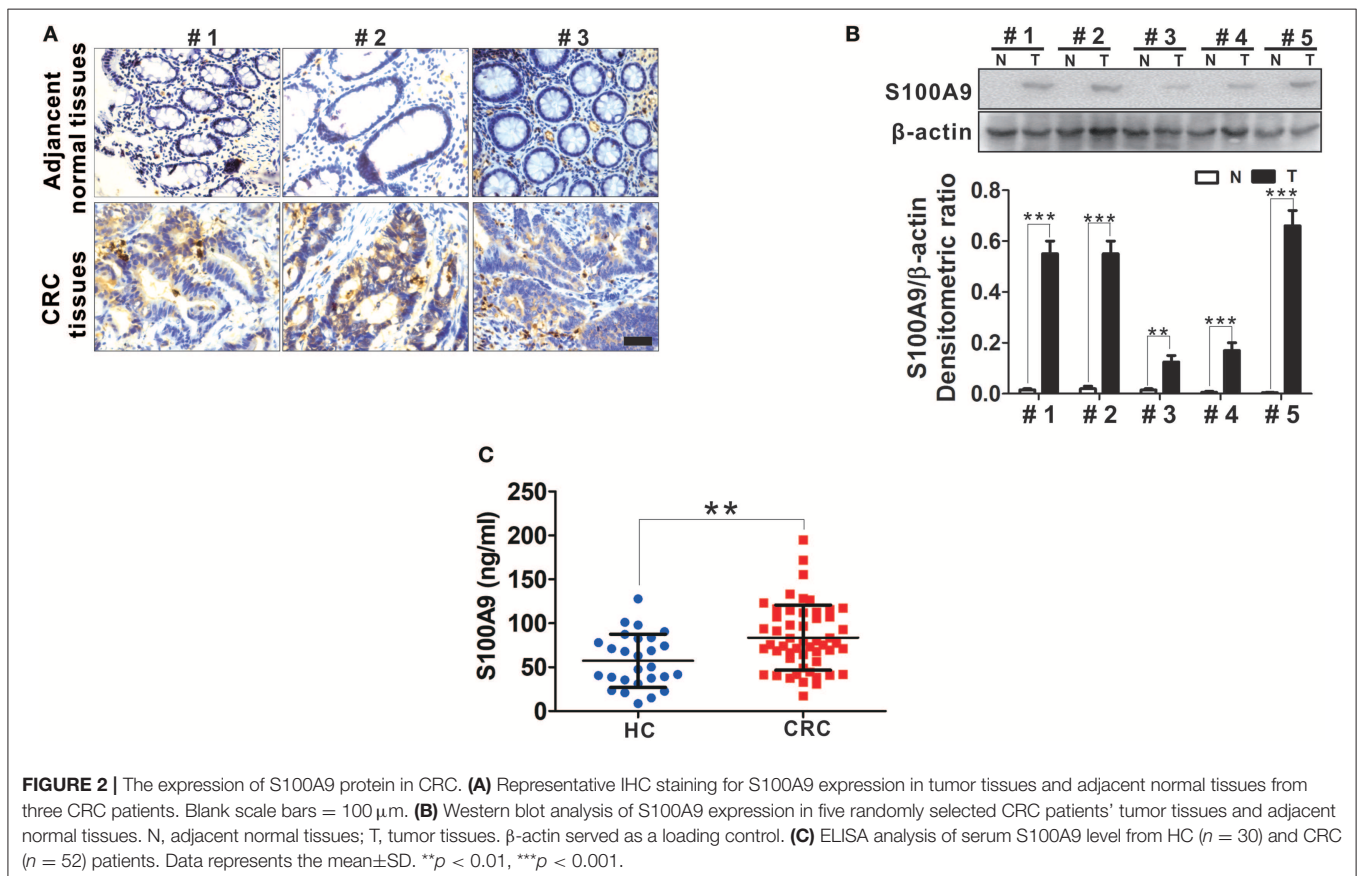 A
# 1
# 2
# 3
Adjancent normal tissues
CRC tissues
B
# 1 # 2 # 3 # 4 # 5
N T N T N T N T N T
S100A9
β-actin
N T
S100A9/β-actin
Densitometric ratio
0.8
0.6
0.4
0.2
0.0
***
***
**
***
***
# 1 # 2 # 3 # 4 # 5
C
S100A9 (ng/ml)
250
200
150
100
50
0
**
HC CRC
FIGURE 2 | The expression of S100A9 protein in CRC. (A) Representative IHC staining for S100A9 expression in tumor tissues and adjacent normal tissues from
three CRC patients. Blank scale bars = 100 μm. (B) Western blot analysis of S100A9 expression in five randomly selected CRC patients' tumor tissues and adjacent
normal tissues. N, adjacent normal tissues; T, tumor tissues. β-actin served as a loading control. (C) ELISA analysis of serum S100A9 level from HC (n = 30) and CRC
(n = 52) patients. Data represents the mean±SD. **p < 0.01, ***p < 0.001.